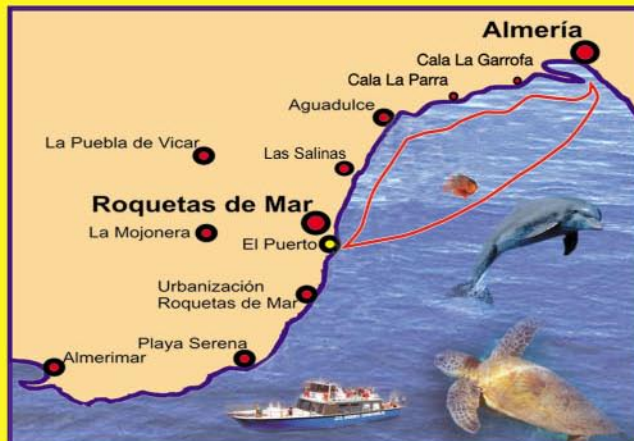 Almería
Cala La Garrofa
Cala La Parra
Aguadulce
La Puebla de Vicar
Las Salinas
Roquetas de Mar
La Mojonera
El Puerto
Urbanización
Roquetas de Mar
Playa Serena
Almerimar